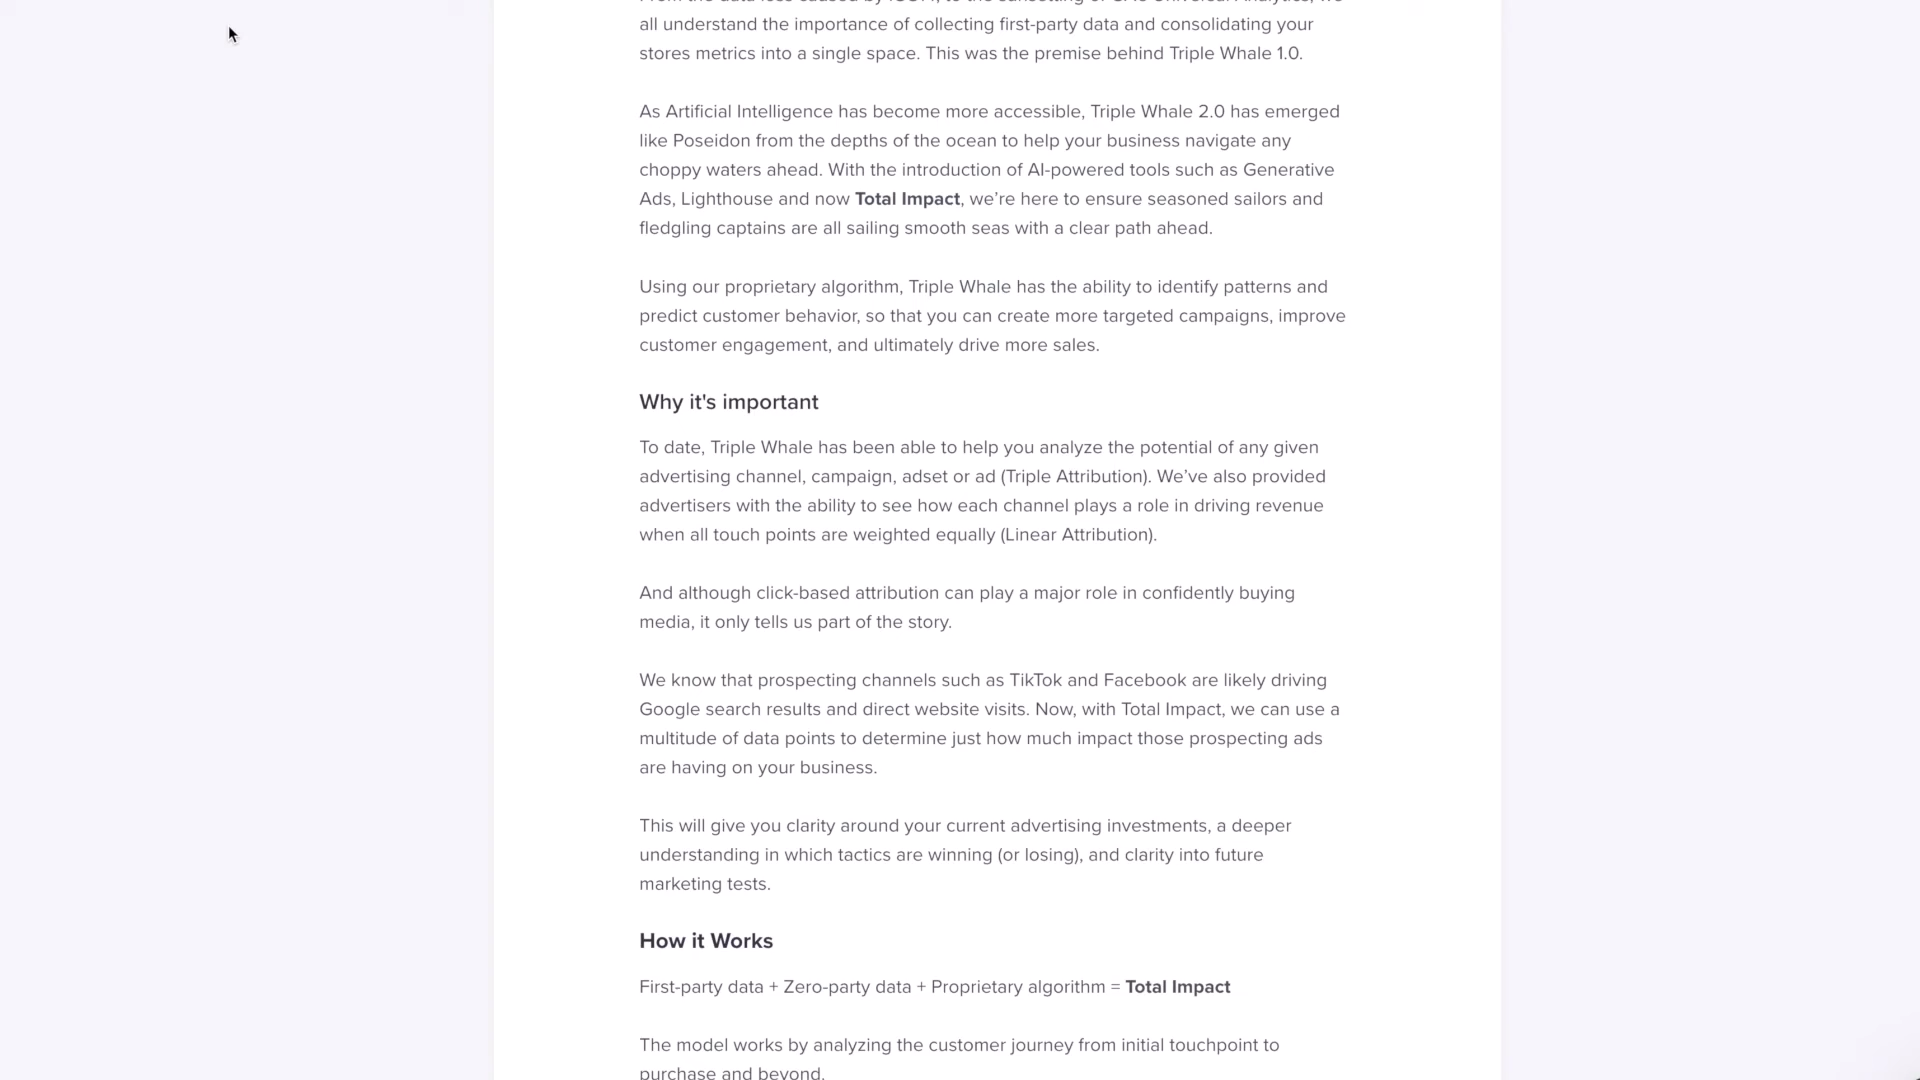 all understand the importance of collecting first-party data and consolidating your
stores metrics into a single space. This was the premise behind Triple Whale 1.0.
As Artificial Intelligence has become more accessible, Triple Whale 2.0 has emerged
like Poseidon from the depths of the ocean to help your business navigate any
choppy waters ahead. With the introduction of AI-powered tools such as Generative
Ads, Lighthouse and now Total Impact, we’re here to ensure seasoned sailors and
fledgling captains are all sailing smooth seas with a clear path ahead.
Using our proprietary algorithm, Triple Whale has the ability to identify patterns and
predict customer behavior, so that you can create more targeted campaigns, improve
customer engagement, and ultimately drive more sales.
Why it's important
To date, Triple Whale has been able to help you analyze the potential of any given
advertising channel, campaign, adset or ad (Triple Attribution). We’ve also provided
advertisers with the ability to see how each channel plays a role in driving revenue
when all touch points are weighted equally (Linear Attribution).
And although click-based attribution can play a major role in confidently buying
media, it only tells us part of the story.
We know that prospecting channels such as TikTok and Facebook are likely driving
Google search results and direct website visits. Now, with Total Impact, we can use a
multitude of data points to determine just how much impact those prospecting ads
are having on your business.
This will give you clarity around your current advertising investments, a deeper
understanding in which tactics are winning (or losing), and clarity into future
marketing tests.
How it Works
First-party data + Zero-party data + Proprietary algorithm = Total Impact
The model works by analyzing the customer journey from initial touchpoint to
purchase and beyond.